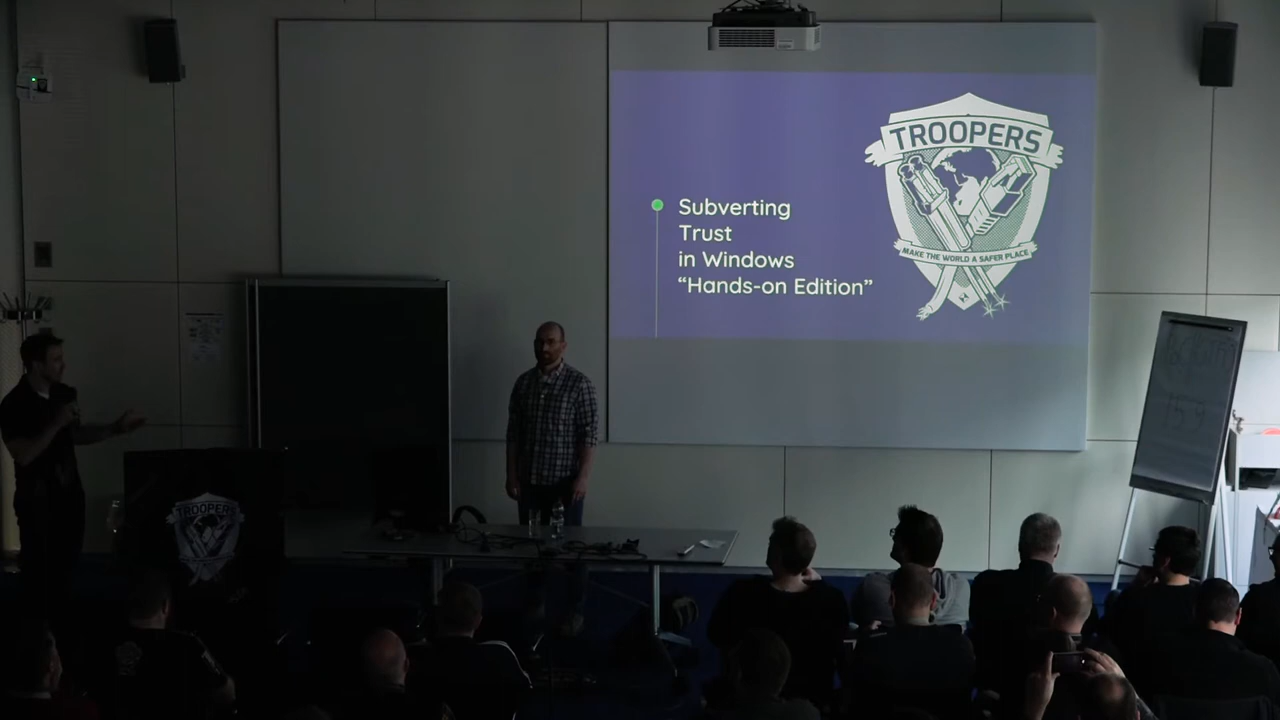 TROOPERS
Subverting
Trust
in Windows
“Hands-on Edition”
MAKE THE WORLD A SAFER PLACE
TROOPERS